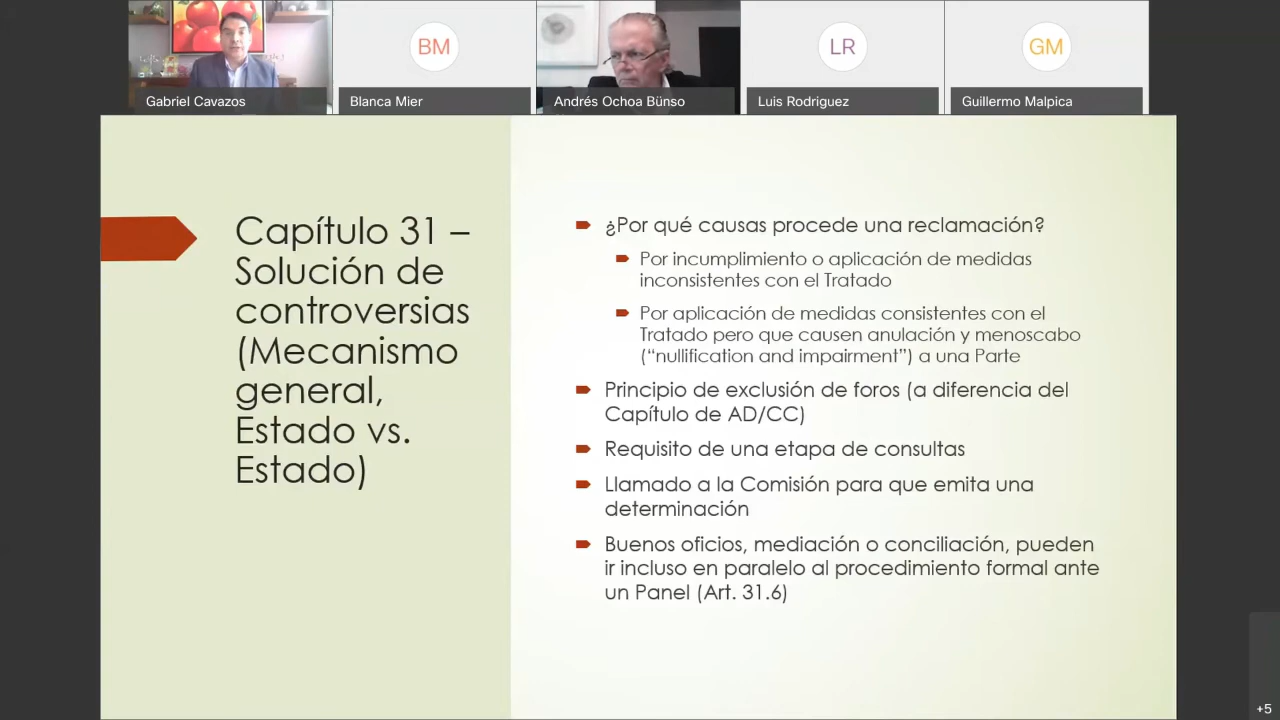 BM
LR
GM
Gabriel Cavazos
Blanca Mier
Andrés Ochoa Bünso
Luis Rodriguez
Guillermo Malpica
Capítulo 31 –
Solución de
controversias
(Mecanismo
general,
Estado vs.
Estado)
¿Por qué causas procede una reclamación?
Por incumplimiento o aplicación de medidas
inconsistentes con el Tratado
Por aplicación de medidas consistentes con el
Tratado pero que causen anulación y menoscabo
(“nullification and impairment”) a una Parte
Principio de exclusión de foros (a diferencia del
Capítulo de AD/CC)
Requisito de una etapa de consultas
Llamado a la Comisión para que emita una
determinación
Buenos oficios, mediación o conciliación, pueden
ir incluso en paralelo al procedimiento formal ante
un Panel (Art. 31.6)
+5